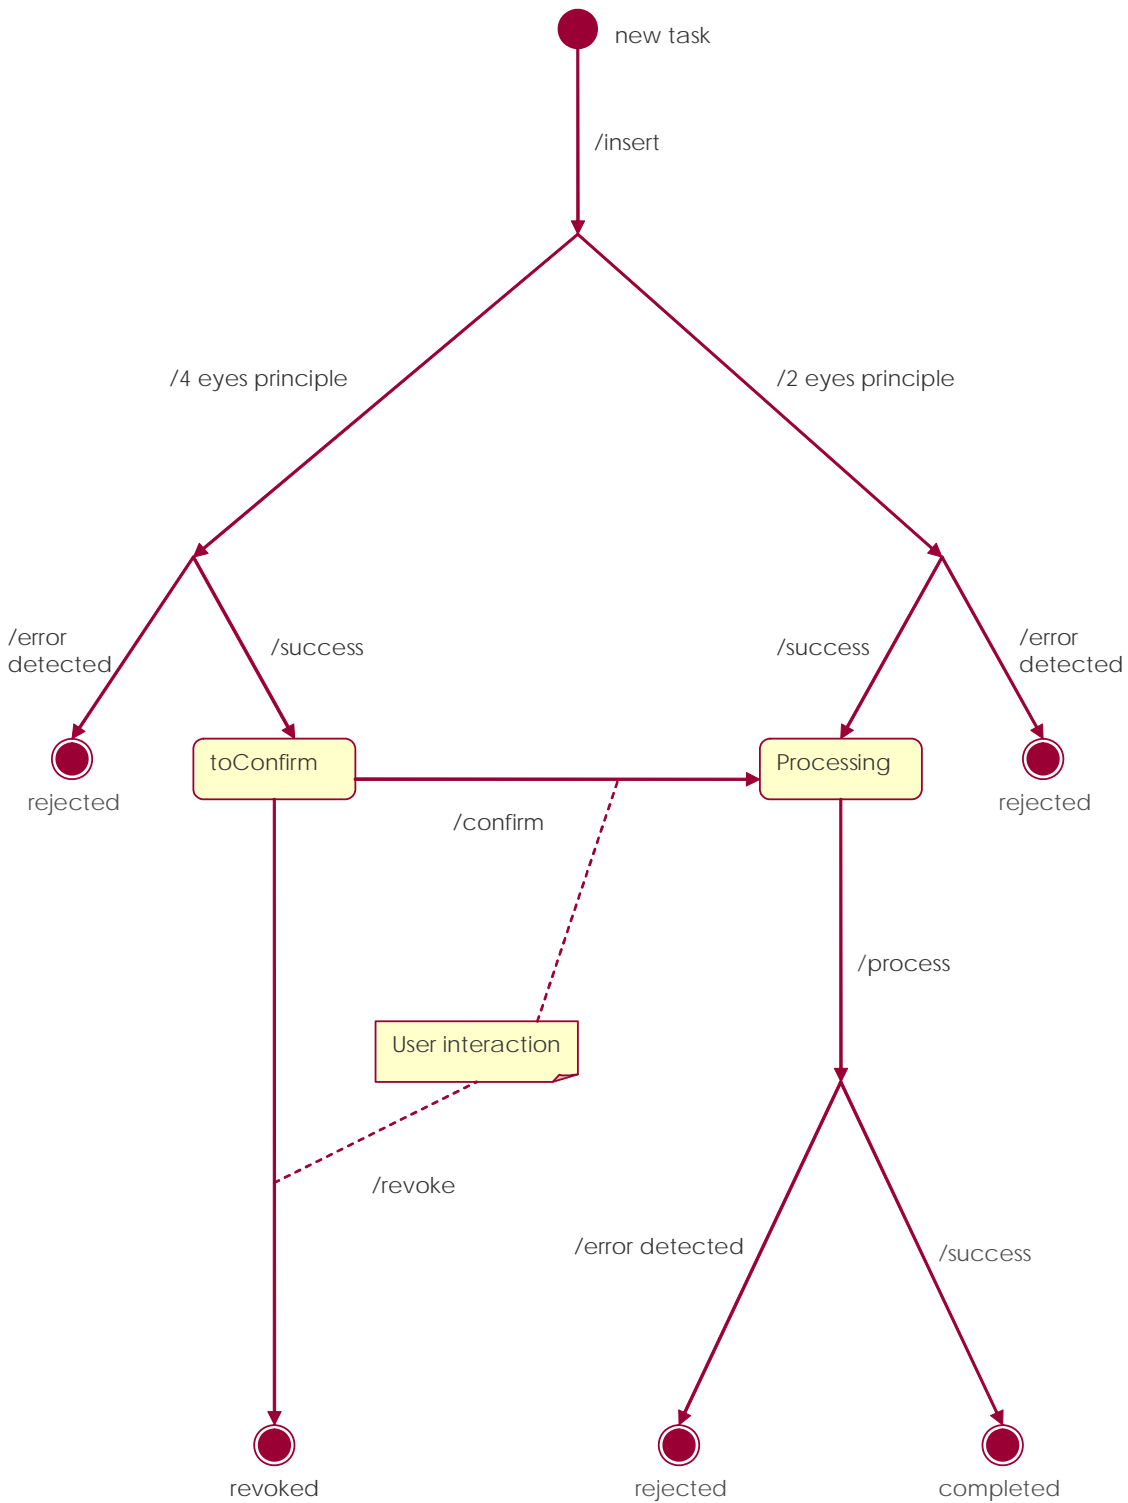 new task
/insert
/4 eyes principle
/2 eyes principle
/error
detected
/success
/success
/error
detected
toConfirm
Processing
rejected
rejected
/confirm
/process
User interaction
/revoke
/error detected
/success
revoked
rejected
completed